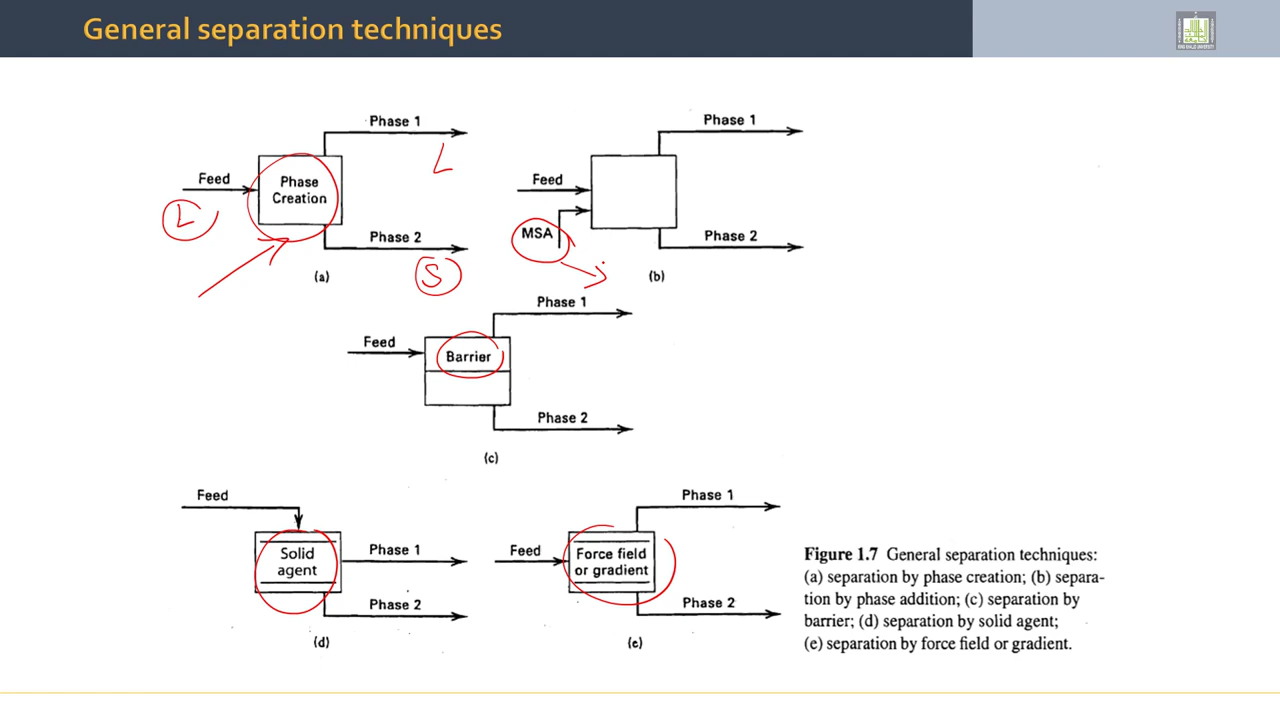 General separation techniques
Phase 1
L
Feed
Phase
Creation
L
Phase 2
S
(a)
Phase 1
Feed
MSA
Phase 2
(b)
Phase 1
Feed
Barrier
Phase 2
(c)
Feed
Solid
agent
Phase 1
Phase 2
(d)
Phase 1
Feed
Force field
or gradient
Phase 2
(e)
Figure 1.7 General separation techniques:
(a) separation by phase creation; (b) separa-
tion by phase addition; (c) separation by
barrier; (d) separation by solid agent;
(e) separation by force field or gradient.